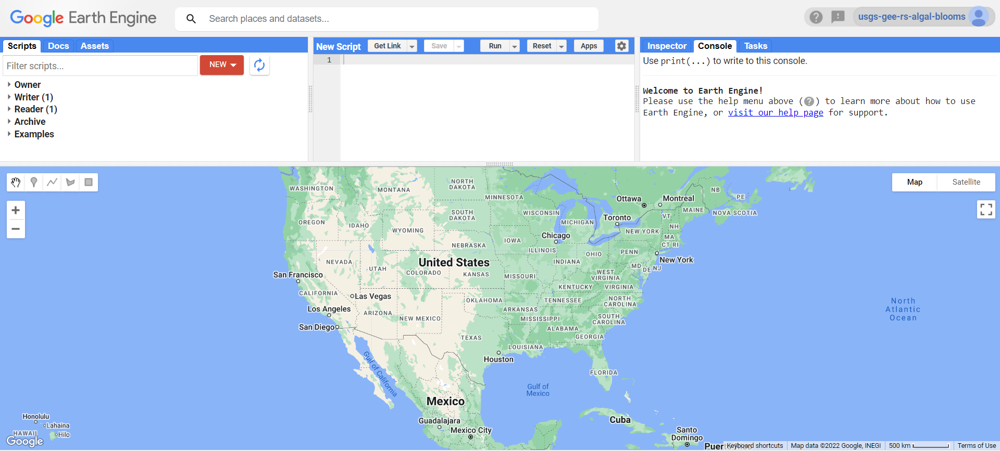 Google Earth Engine
Search places and datasets...
usgs-gee-rs-algal-blooms
Scripts Docs Assets
Filter scripts...
NEW
Owner
Writer (1)
Reader (1)
Archive
Examples
New Script Get Link Save Run Reset Apps
1
Inspector Console Tasks
Use print(...) to write to this console.
Welcome to Earth Engine!
Please use the help menu above (?) to learn more about how to use
Earth Engine, or visit our help page for support.
Map Satellite
WASHINGTON
MONTANA
NORTH
DAKOTA
MINNESOTA
Ottawa
Montreal
NB
PE
OREGON
IDAHO
WYOMING
SOUTH
DAKOTA
WISCONSIN
MICHIGAN
Toronto
VT
MAINE
NOVA SCOTIA
NEW YORK
NH
MA
CT RI
Chicago
IOWA
NEBRASKA
ILLINOIS
INDIANA
OHIO
PENN
New York
MD
DE
NJ
NEVADA
UTAH
United States
COLORADO
KANSAS
MISSOURI
WEST
VIRGINIA
KENTUCKY
VIRGINIA
San Francisco
CALIFORNIA
Las Vegas
OKLAHOMA
TENNESSEE
NORTH
CAROLINA
Los Angeles
ARIZONA
NEW MEXICO
ARKANSAS
MISSISSIPPI
SOUTH
CAROLINA
North
Atlantic
Ocean
San Diego
TEXAS
ALABAMA
GEORGIA
LOUISIANA
Houston
Gulf of California
FLORIDA
Gulf of
Mexico
Mexico
Guadalajara
Mexico City
Cuba
Santo
Domingo
Honolulu
Lahaina
HAWAII
Hilo
Google
Keyboard shortcuts Map data ©2022 Google, INEGI 500 km Terms of Use